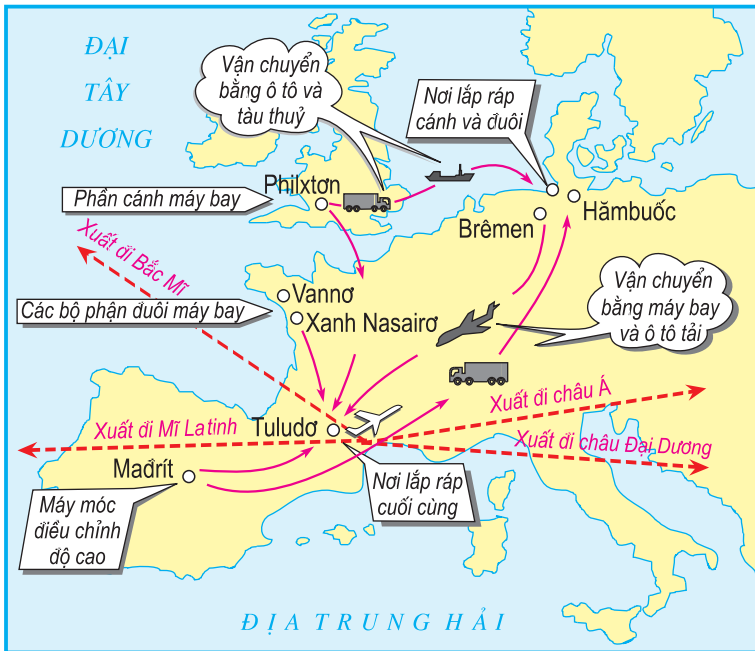 ĐẠI
TÂY
DƯƠNG
Vận chuyển
bằng ô tô và
tàu thuỷ
Nơi lắp ráp
cánh và đuôi
Phần cánh máy bay
Philxtơn
Hămbuốc
Brêmen
Xuất đi Bắc Mĩ
Vận chuyển
bằng máy bay
và ô tô tải
Vannơ
Các bộ phận đuôi máy bay
Xanh Nasairơ
Xuất đi châu Á
Xuất đi Mĩ Latinh
Tuludơ
Xuất đi châu Đại Dương
Mađrít
Nơi lắp ráp
cuối cùng
Máy móc
điều chỉnh
độ cao
ĐỊA TRUNG HẢI